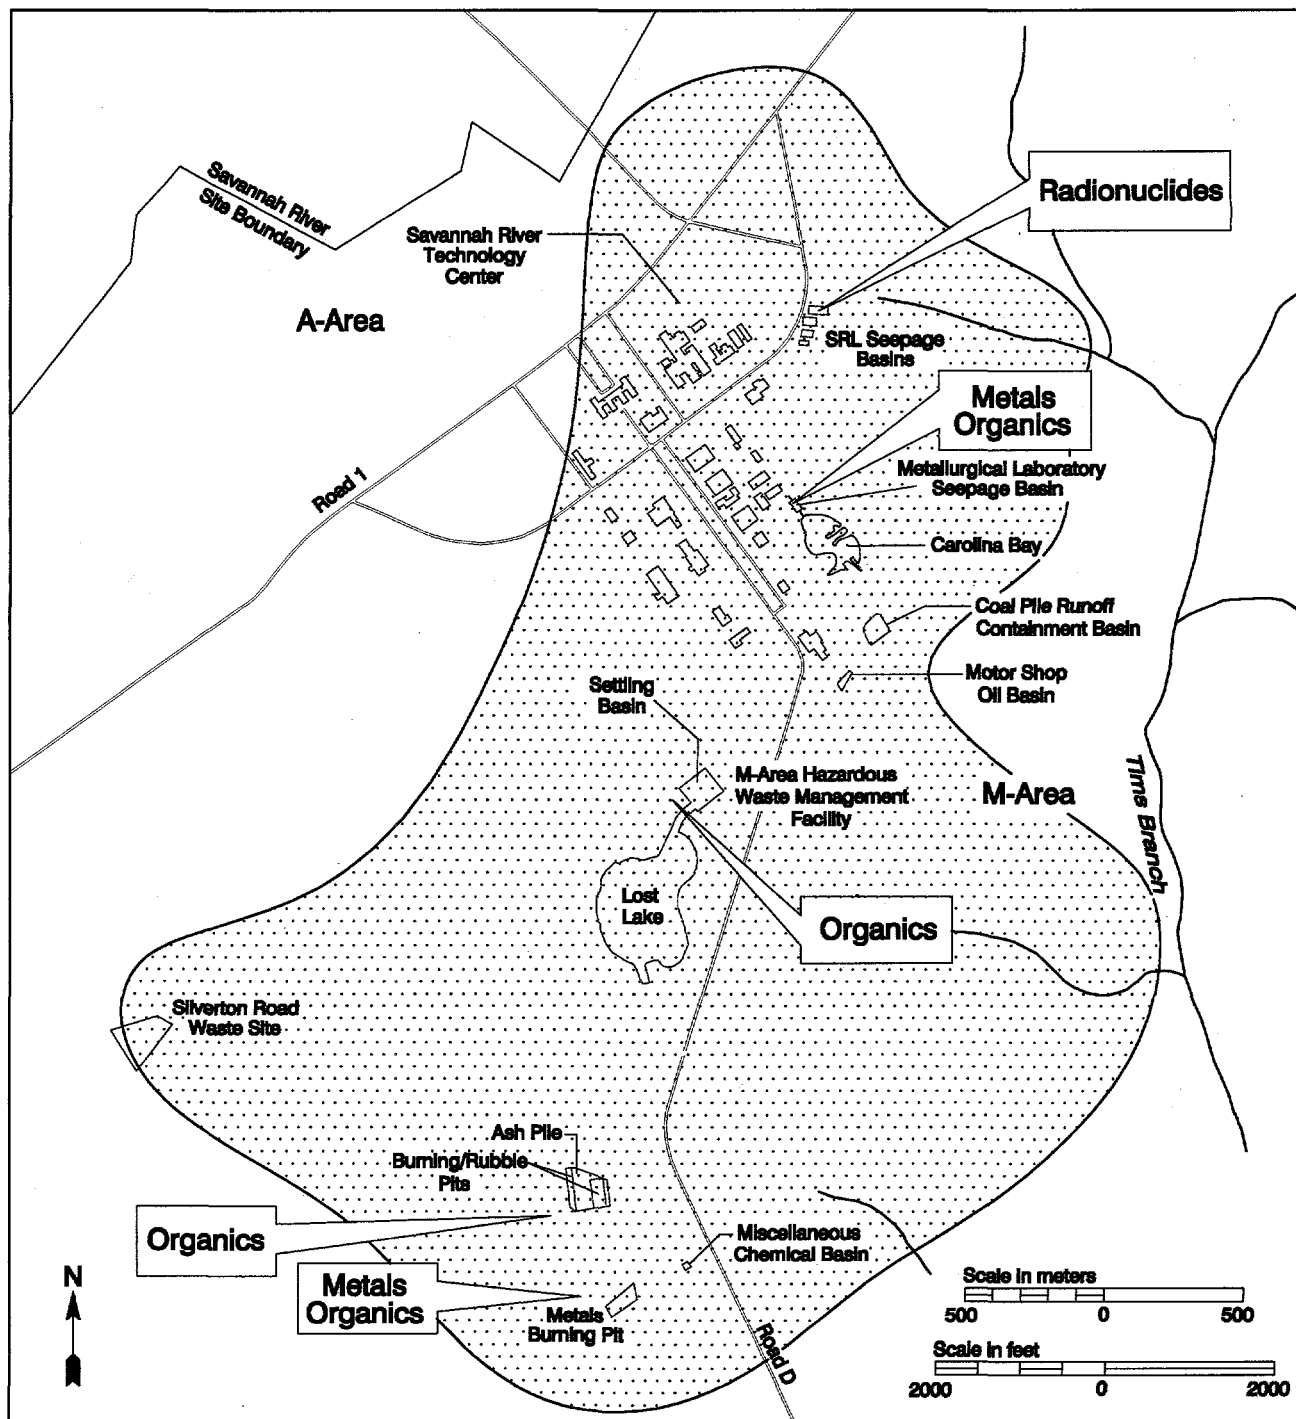 Radionuclides
Savannah River
Site Boundary
Savannah River
Technology
Center
A-Area
SRL Seepage
Basins
Metals
Organics
Metallurgical Laboratory
Seepage Basin
Road 1
Carolina Bay
Coal Pile Runoff
Containment Basin
Motor Shop
Oil Basin
Settling
Basin
M-Area Hazardous
Waste Management
Facility
M-Area
Tims Branch
Lost
Lake
Organics
Silverton Road
Waste Site
Ash Pile
Burning/Rubble
Pits
Organics
Miscellaneous
Chemical Basin
Metals
Organics
Metals
Burning Pit
Road D
N
Scale in meters
500 0 500
Scale in feet
2000 0 2000